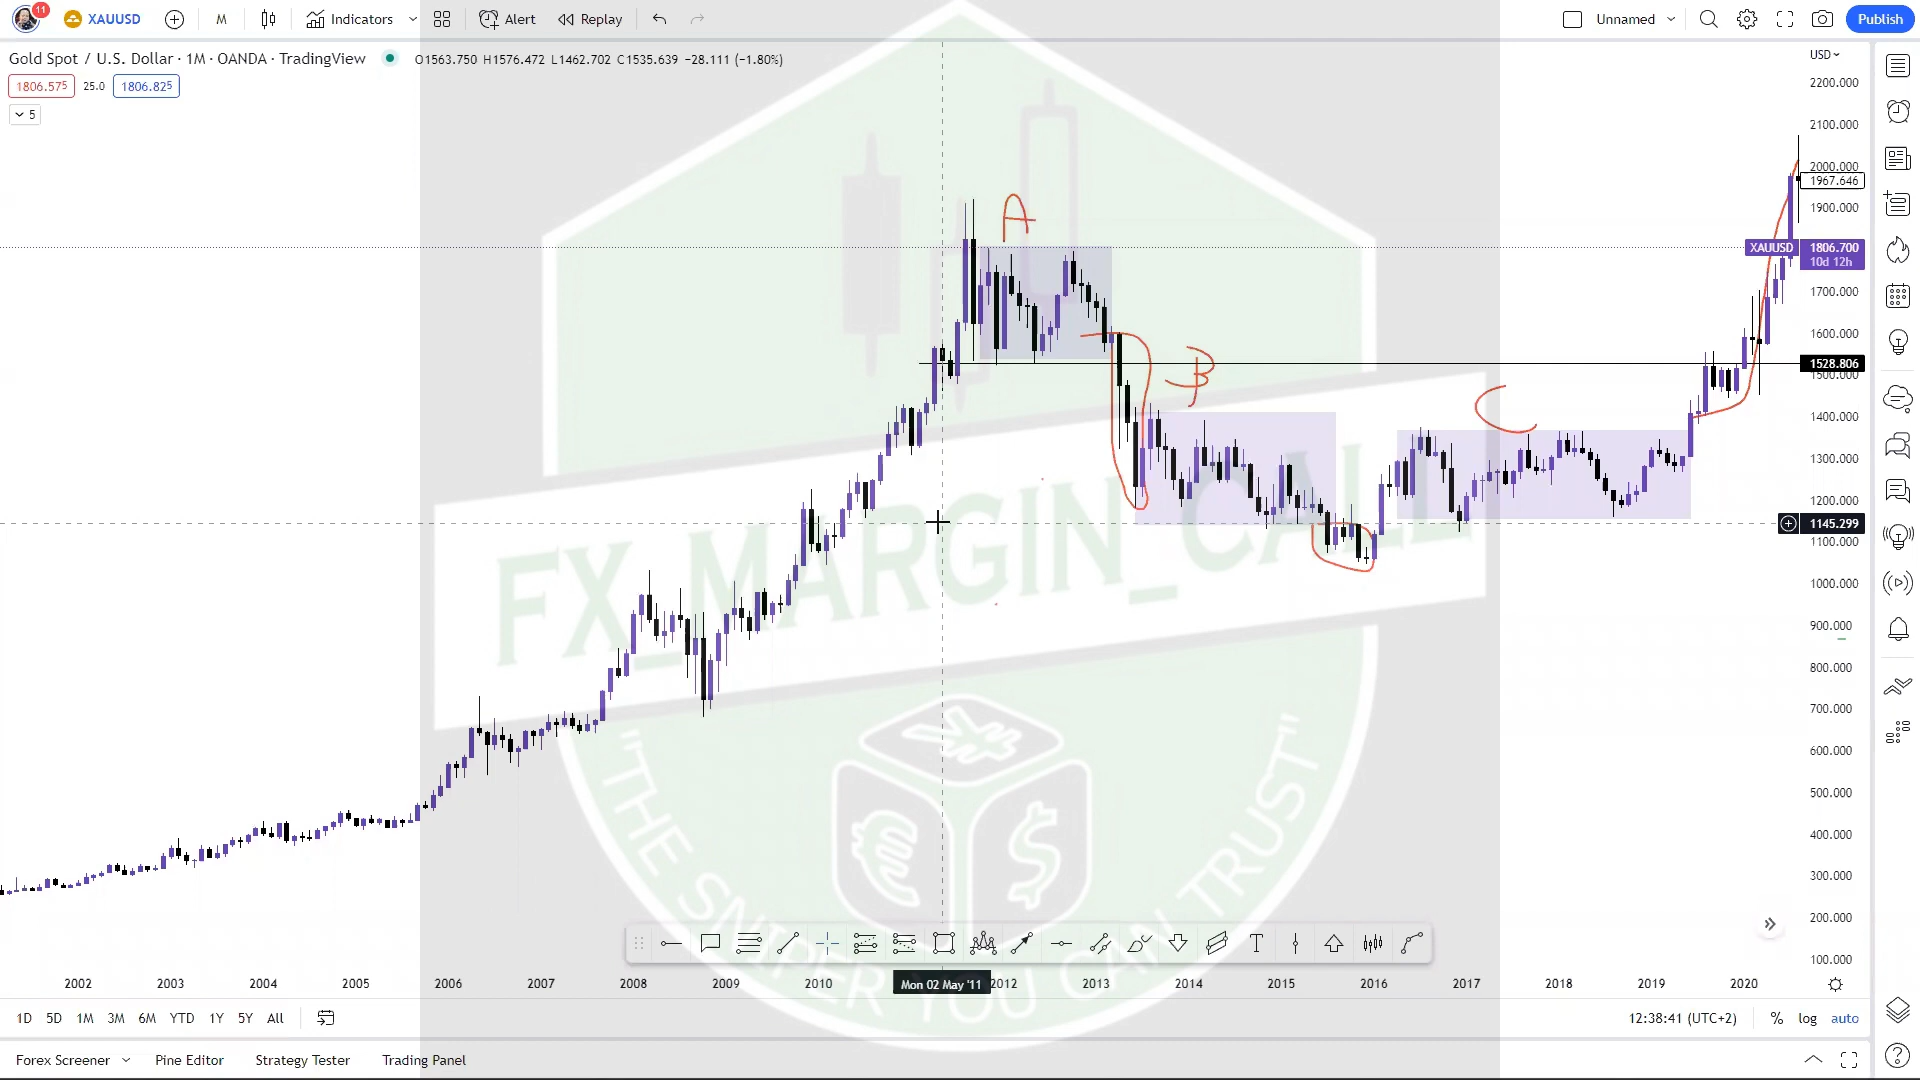 11
XAUUSD
M
Indicators
Alert
Replay
Unnamed
Publish
Gold Spot / U.S. Dollar · 1M · OANDA · TradingView
O1563.750 H1576.472 L1462.702 C1535.639 −28.111 (−1.80%)
USD
1806.575
25.0
1806.825
5
2200.000
2100.000
2000.000
1967.646
1900.000
XAUUSD
1806.700
10d 12h
1700.000
1600.000
1528.806
1500.000
1400.000
1300.000
1200.000
1145.299
1100.000
1000.000
900.000
800.000
700.000
600.000
500.000
400.000
300.000
200.000
100.000
A
B
C
FX_MARGIN_CALL
"THE SNIPER YOU CAN TRUST"
2002
2003
2004
2005
2006
2007
2008
2009
2010
Mon 02 May '11
2012
2013
2014
2015
2016
2017
2018
2019
2020
1D 5D 1M 3M 6M YTD 1Y 5Y All
12:38:41 (UTC+2)
% log auto
Forex Screener Pine Editor Strategy Tester Trading Panel